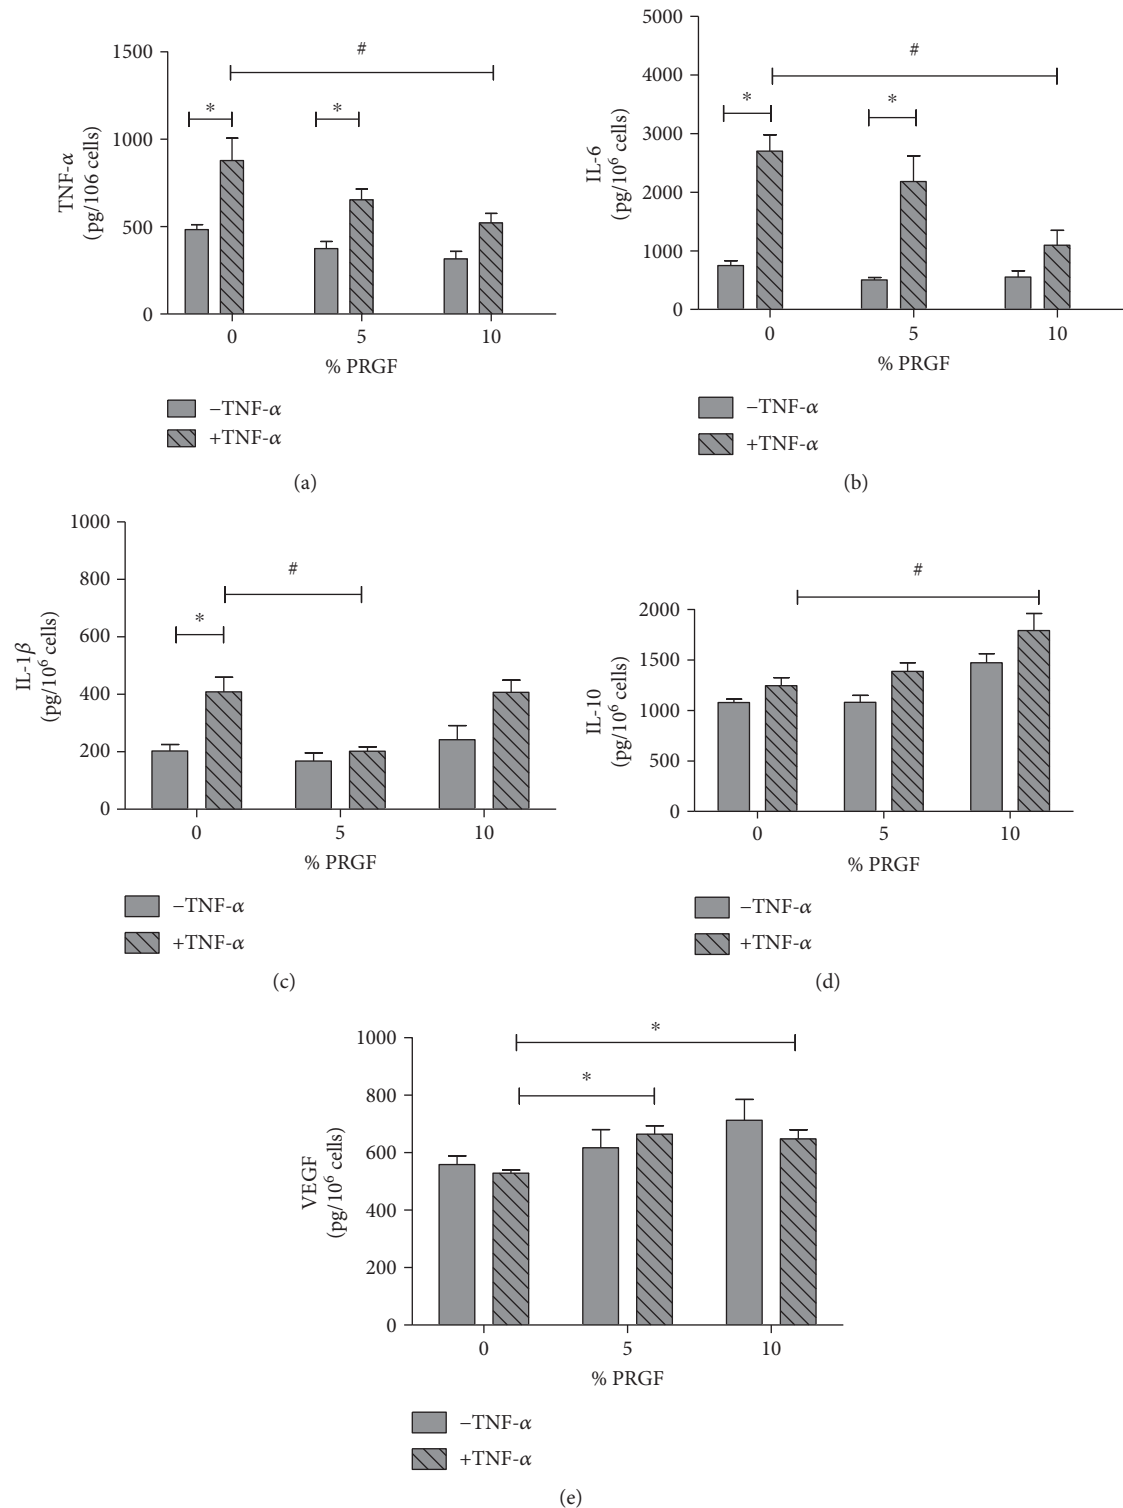 1500
1000
500
0
TNF-α
(pg/106 cells)
#
*
*
0 5 10
% PRGF
−TNF-α
+TNF-α
(a)
5000
4000
3000
2000
1000
0
IL-6
(pg/10⁶ cells)
#
*
*
0 5 10
% PRGF
−TNF-α
+TNF-α
(b)
1000
800
600
400
200
0
IL-1β
(pg/10⁶ cells)
#
*
0 5 10
% PRGF
−TNF-α
+TNF-α
(c)
2000
1500
1000
500
0
IL-10
(pg/10⁶ cells)
#
0 5 10
% PRGF
−TNF-α
+TNF-α
(d)
1000
800
600
400
200
0
VEGF
(pg/10⁶ cells)
*
*
0 5 10
% PRGF
−TNF-α
+TNF-α
(e)